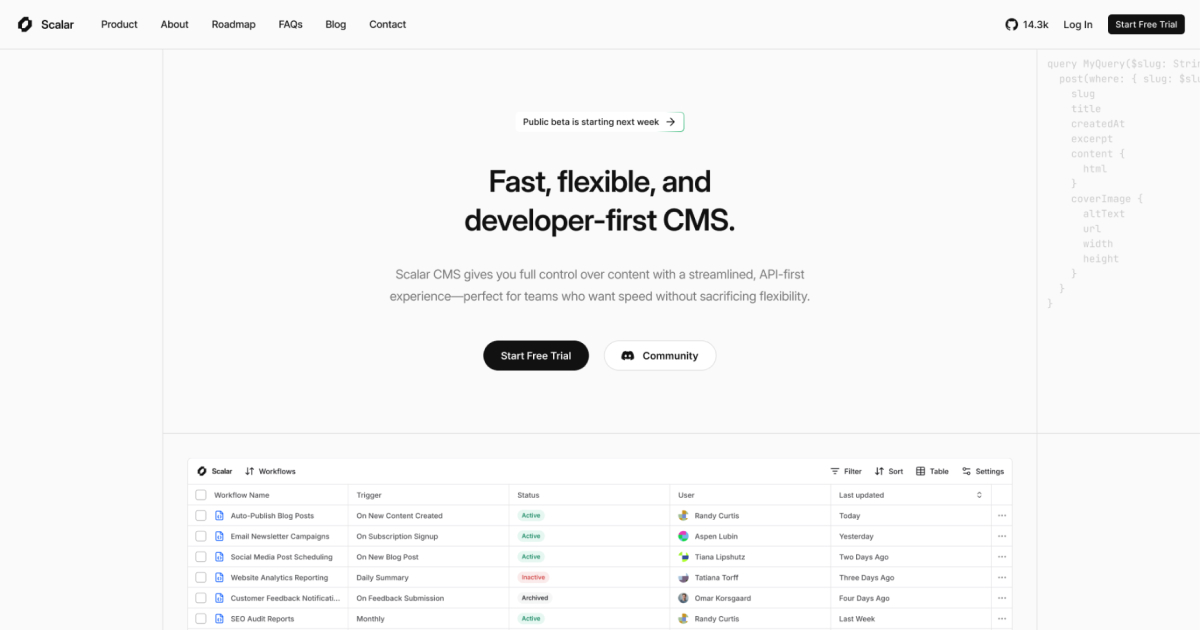 Scalar Product About Roadmap FAQs Blog Contact 14.3k Log In Start Free Trial
Public beta is starting next week →
Fast, flexible, and
developer-first CMS.
Scalar CMS gives you full control over content with a streamlined, API-first
experience—perfect for teams who want speed without sacrificing flexibility.
Start Free Trial Community
query MyQuery($slug:
post(where: { slug:
slug
title
createdAt
excerpt
content {
html
}
coverImage {
altText
url
width
height
}
}
}
Scalar Workflows Filter Sort Table Settings
Workflow Name Trigger Status User Last updated
Auto-Publish Blog Posts On New Content Created Active Randy Curtis Today ...
Email Newsletter Campaigns On Subscription Signup Active Aspen Lubin Yesterday ...
Social Media Post Scheduling On New Blog Post Active Tiana Lipshutz Two Days Ago ...
Website Analytics Reporting Daily Summary Inactive Tatiana Torff Three Days Ago ...
Customer Feedback Notificati... On Feedback Submission Archived Omar Korsgaard Four Days Ago ...
SEO Audit Reports Monthly Active Randy Curtis Last Week ...